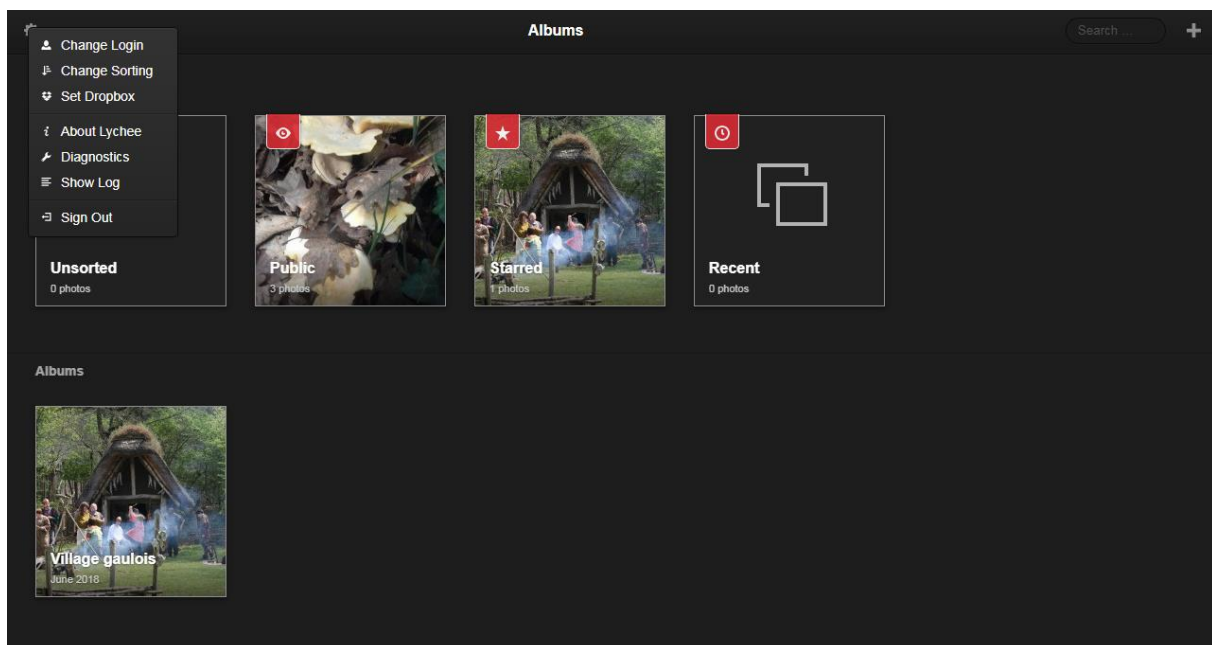 Albums
Search ...
Change Login
Change Sorting
Set Dropbox
About Lychee
Diagnostics
Show Log
Sign Out
Unsorted
0 photos
Public
3 photos
Starred
1 photos
Recent
0 photos
Albums
Village gaulois
June 2018